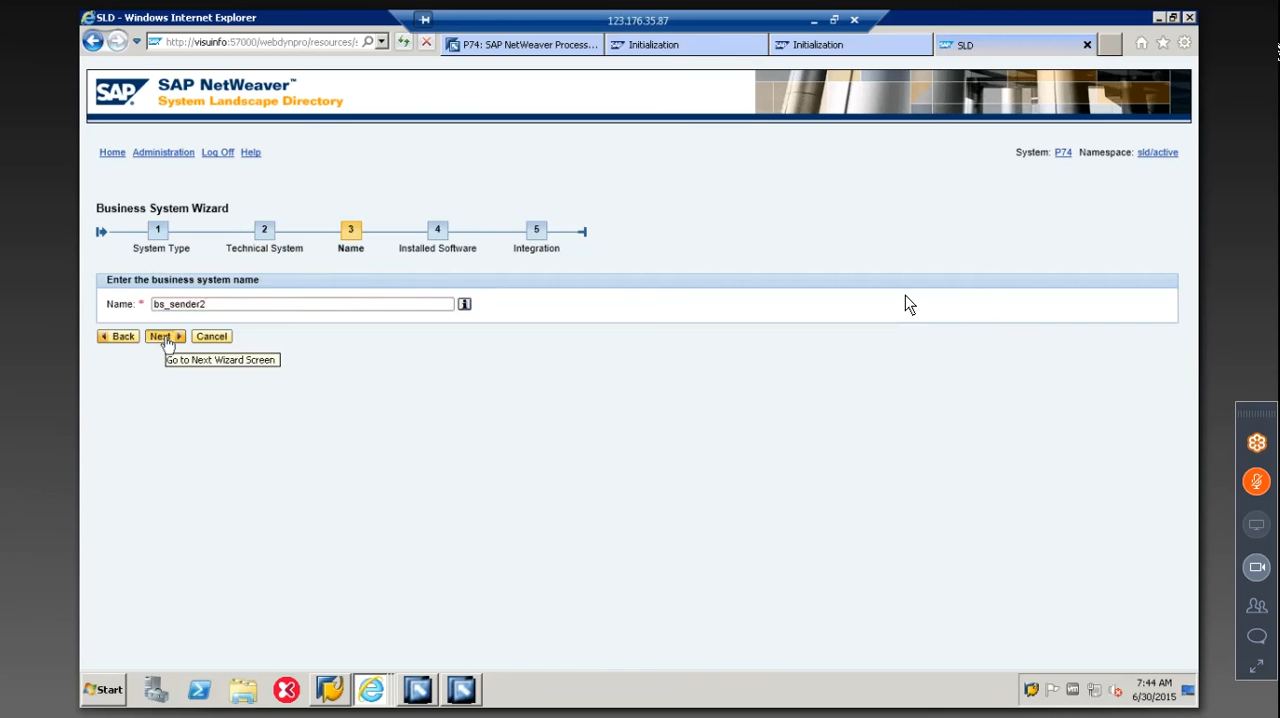 SLD - Windows Internet Explorer
123.176.35.87
http://visuinfo:57000/webdynpro/resources/s
P74: SAP NetWeaver Process...
Initialization
Initialization
SLD
SAP
SAP NetWeaver™
System Landscape Directory
Home Administration Log Off Help
System: P74 Namespace: sld/active
Business System Wizard
1 2 3 4 5
System Type Technical System Name Installed Software Integration
Enter the business system name
Name: * bs_sender2
Back Next Cancel
Go to Next Wizard Screen
Start
7:44 AM
6/30/2015